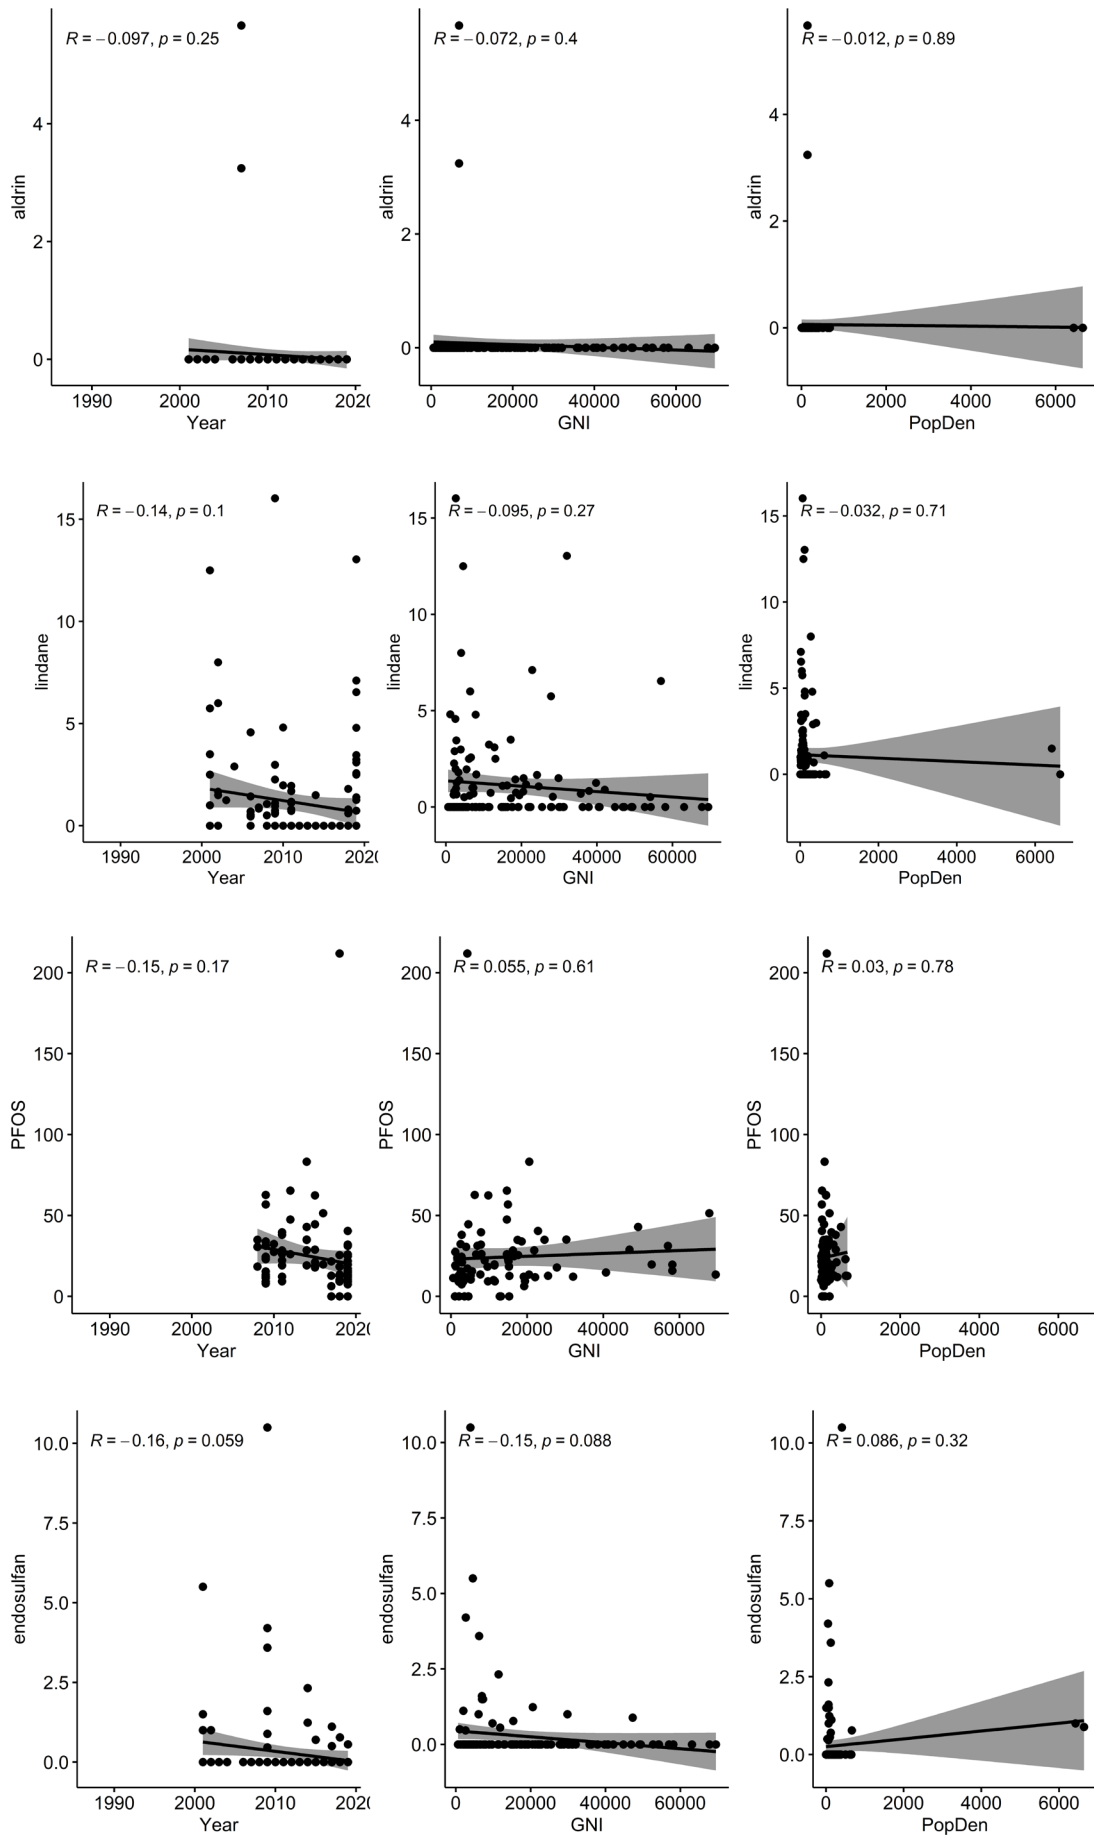 R = −0.097, p = 0.25
R = −0.072, p = 0.4
R = −0.012, p = 0.89
4
2
0
aldrin
1990 2000 2010 202
Year
4
2
0
aldrin
0 20000 40000 60000
GNI
4
2
0
aldrin
0 2000 4000 6000
PopDen
R = −0.14, p = 0.1
R = −0.095, p = 0.27
R = −0.032, p = 0.71
15
10
5
0
lindane
1990 2000 2010 202
Year
15
10
5
0
lindane
0 20000 40000 60000
GNI
15
10
5
0
lindane
0 2000 4000 6000
PopDen
R = −0.15, p = 0.17
R = 0.055, p = 0.61
R = 0.03, p = 0.78
200
150
100
50
0
PFOS
1990 2000 2010 202
Year
200
150
100
50
0
PFOS
0 20000 40000 60000
GNI
200
150
100
50
0
PFOS
0 2000 4000 6000
PopDen
R = −0.16, p = 0.059
R = −0.15, p = 0.088
R = 0.086, p = 0.32
10.0
7.5
5.0
2.5
0.0
endosulfan
1990 2000 2010 202
Year
10.0
7.5
5.0
2.5
0.0
endosulfan
0 20000 40000 60000
GNI
10.0
7.5
5.0
2.5
0.0
endosulfan
0 2000 4000 6000
PopDen